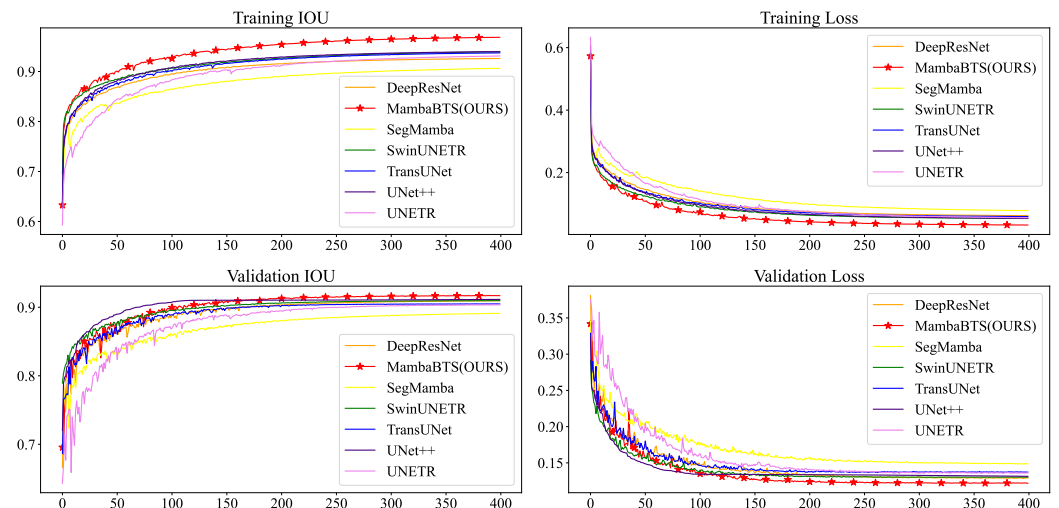 Training IOU
0.9
0.8
0.7
0.6
0 50 100 150 200 250 300 350 400
DeepResNet
MambaBTS(OURS)
SegMamba
SwinUNETR
TransUNet
UNet++
UNETR
Training Loss
0.6
0.4
0.2
0 50 100 150 200 250 300 350 400
DeepResNet
MambaBTS(OURS)
SegMamba
SwinUNETR
TransUNet
UNet++
UNETR
Validation IOU
0.9
0.8
0.7
0 50 100 150 200 250 300 350 400
DeepResNet
MambaBTS(OURS)
SegMamba
SwinUNETR
TransUNet
UNet++
UNETR
Validation Loss
0.35
0.30
0.25
0.20
0.15
0 50 100 150 200 250 300 350 400
DeepResNet
MambaBTS(OURS)
SegMamba
SwinUNETR
TransUNet
UNet++
UNETR